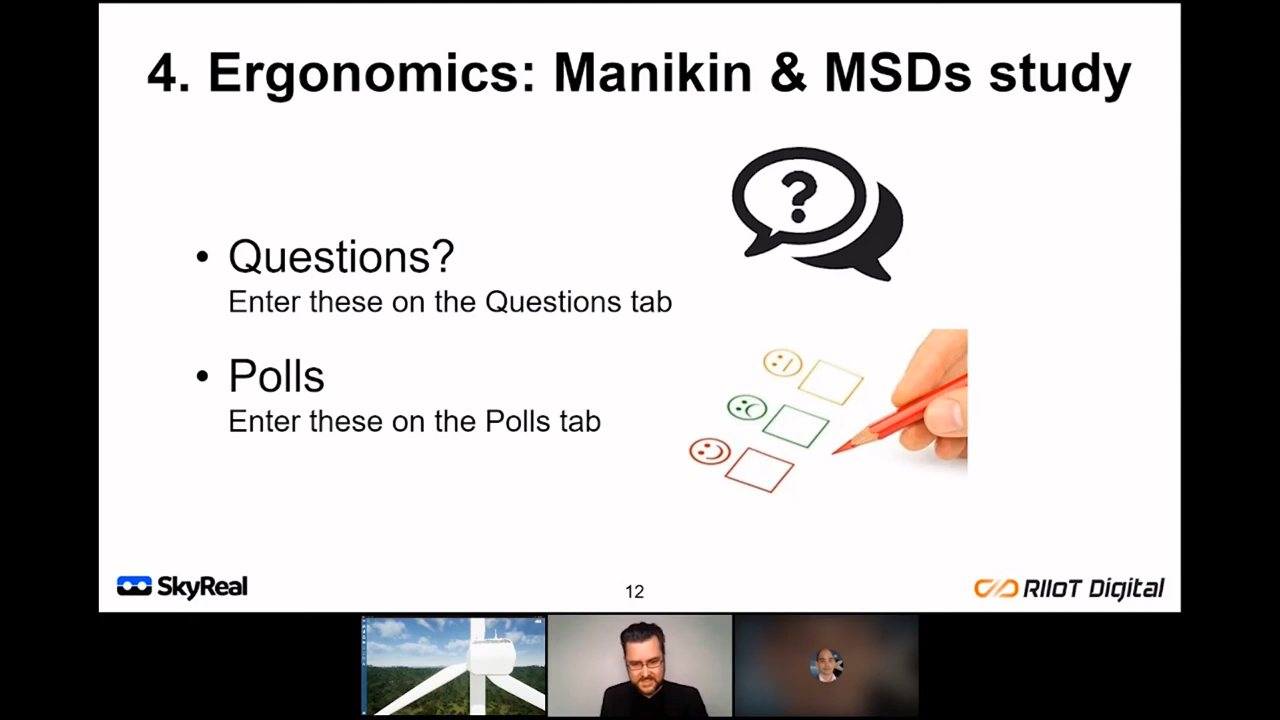 4. Ergonomics: Manikin & MSDs study
• Questions?
Enter these on the Questions tab
• Polls
Enter these on the Polls tab
SkyReal
12
RIIoT Digital